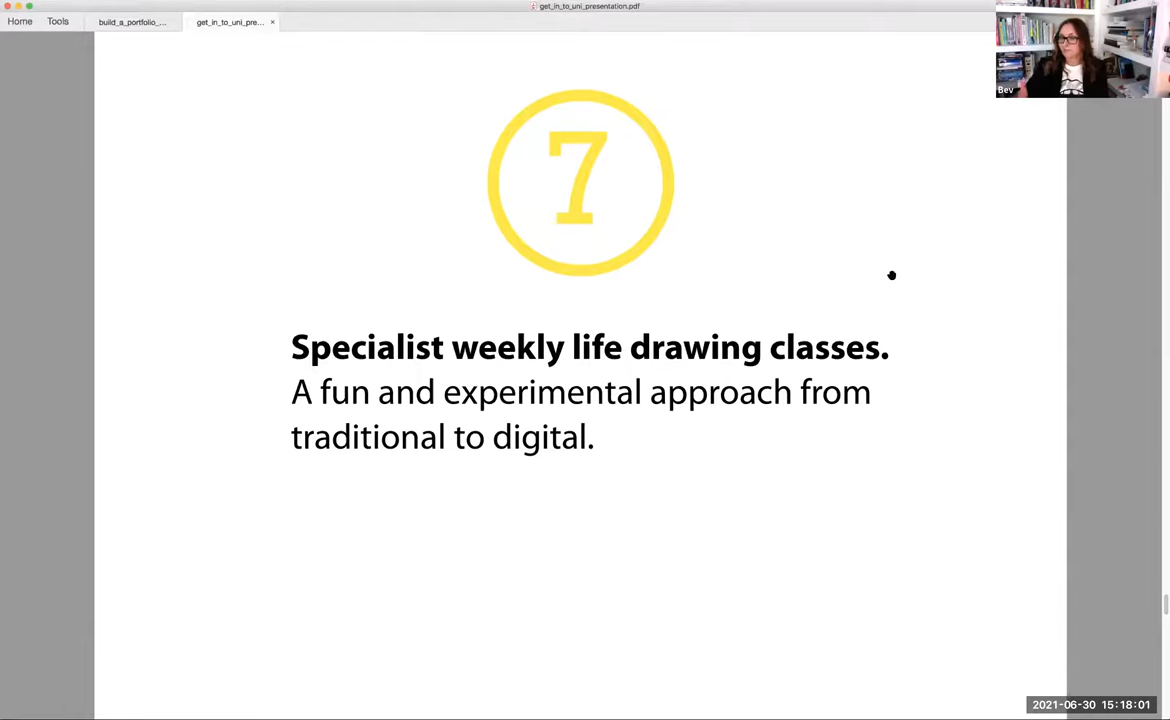 get_in_to_uni_presentation.pdf
Home Tools build_a_portfolio_... get_in_to_uni_pre... ×
Bev
7
Specialist weekly life drawing classes.
A fun and experimental approach from
traditional to digital.
2021-06-30 15:18:01